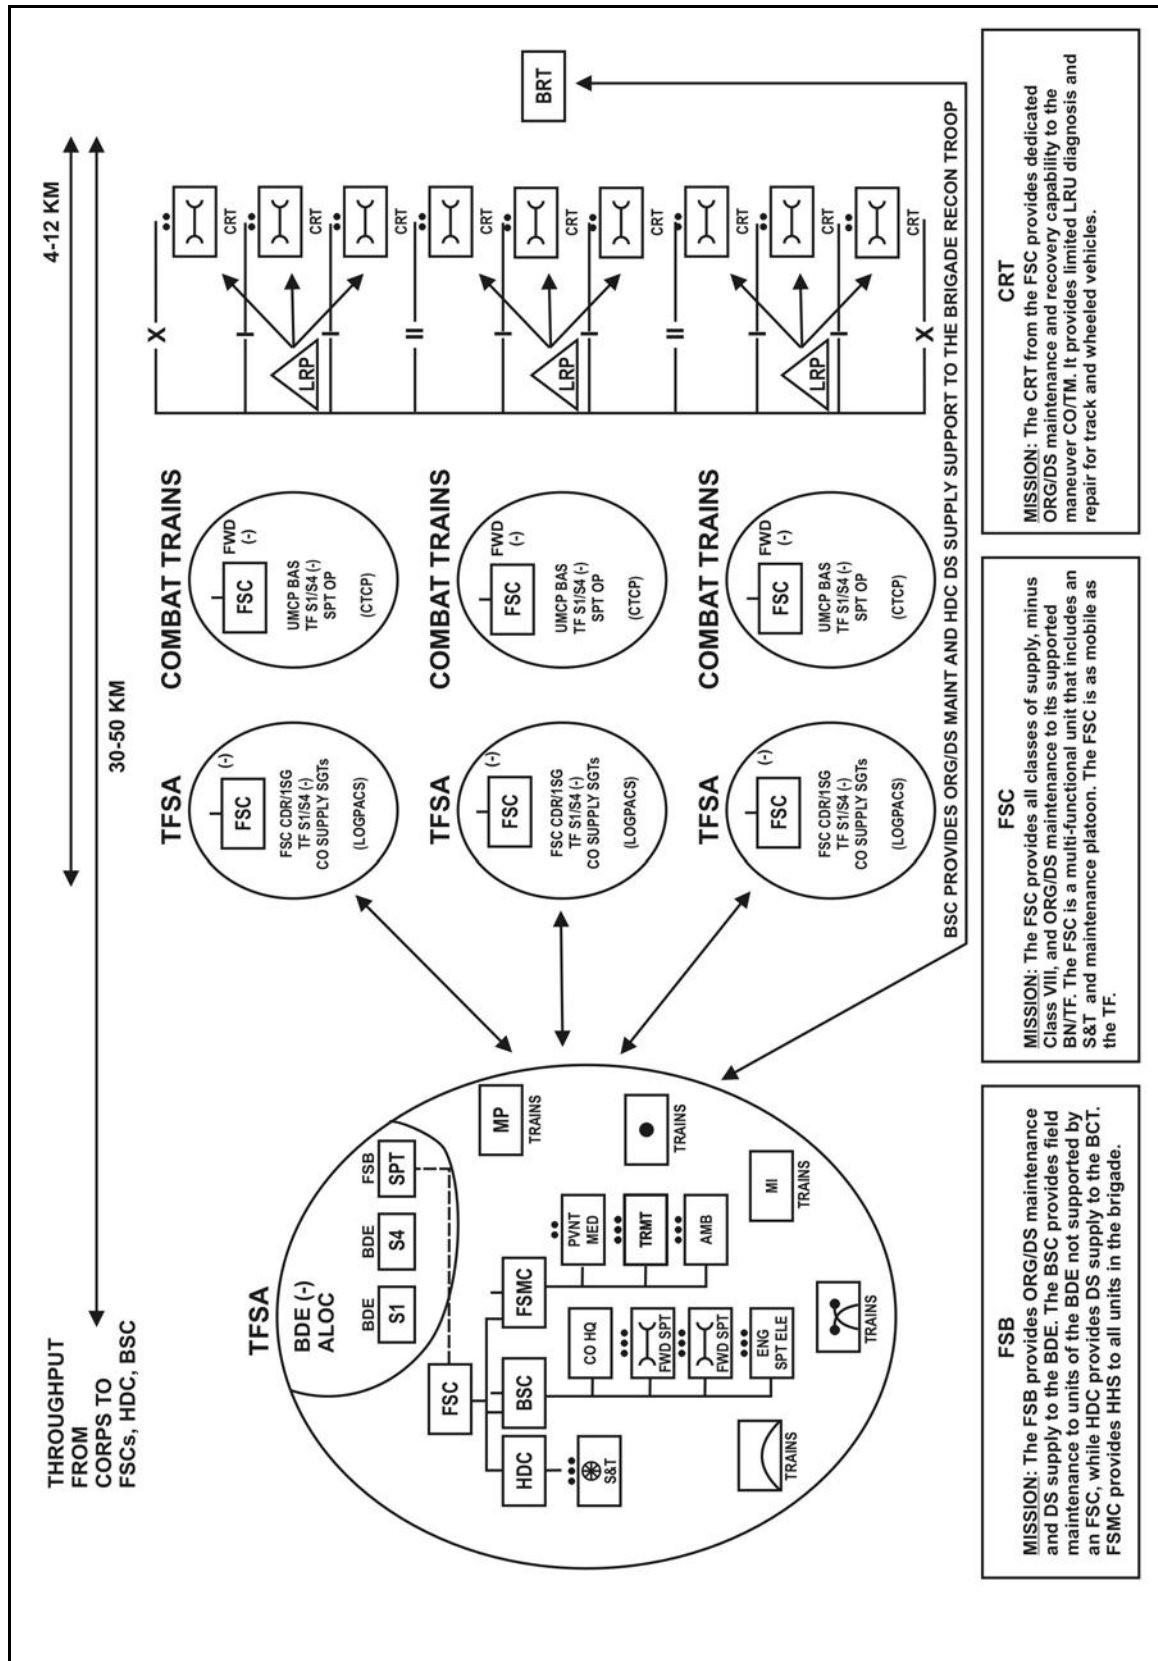 THROUGHPUT
FROM
CORPS TO
FSCs, HDC, BSC
30-50 KM
4-12 KM
TFSA
BDE (-)
ALOC
BDE
S1
BDE
S4
FSB
SPT
FSC
HDC
BSC
FSMC
S&T
CO HQ
FWD SPT
FWD SPT
ENG
SPT ELE
PVNT
MED
TRMT
AMB
MP
TRAINS
TRAINS
MI
TRAINS
TRAINS
TRAINS
TFSA
FSC
(-)
FSC CDR/1SG
TF S1/S4 (-)
CO SUPPLY SGTs
(LOGPACS)
TFSA
FSC
(-)
FSC CDR/1SG
TF S1/S4 (-)
CO SUPPLY SGTs
(LOGPACS)
TFSA
FSC
(-)
FSC CDR/1SG
TF S1/S4 (-)
CO SUPPLY SGTs
(LOGPACS)
COMBAT TRAINS
FSC
FWD
(-)
UMCP BAS
TF S1/S4 (-)
SPT OP
(CTCP)
COMBAT TRAINS
FSC
FWD
(-)
UMCP BAS
TF S1/S4 (-)
SPT OP
(CTCP)
COMBAT TRAINS
FSC
FWD
(-)
UMCP BAS
TF S1/S4 (-)
SPT OP
(CTCP)
X
I
I
II
I
I
II
I
I
X
LRP
LRP
LRP
CRT
CRT
CRT
CRT
CRT
CRT
CRT
CRT
CRT
BRT
BSC PROVIDES ORG/DS MAINT AND HDC DS SUPPLY SUPPORT TO THE BRIGADE RECON TROOP
FSB
MISSION: The FSB provides ORG/DS maintenance
and DS supply to the BDE. The BSC provides field
maintenance to units of the BDE not supported by
an FSC, while HDC provides DS supply to the BCT.
FSMC provides HHS to all units in the brigade.
FSC
MISSION: The FSC provides all classes of supply, minus
Class VIII, and ORG/DS maintenance to its supported
BN/TF. The FSC is a multi-functional unit that includes an
S&T and maintenance platoon. The FSC is as mobile as
the TF.
CRT
MISSION: The CRT from the FSC provides dedicated
ORG/DS maintenance and recovery capability to the
maneuver CO/TM. It provides limited LRU diagnosis and
repair for track and wheeled vehicles.